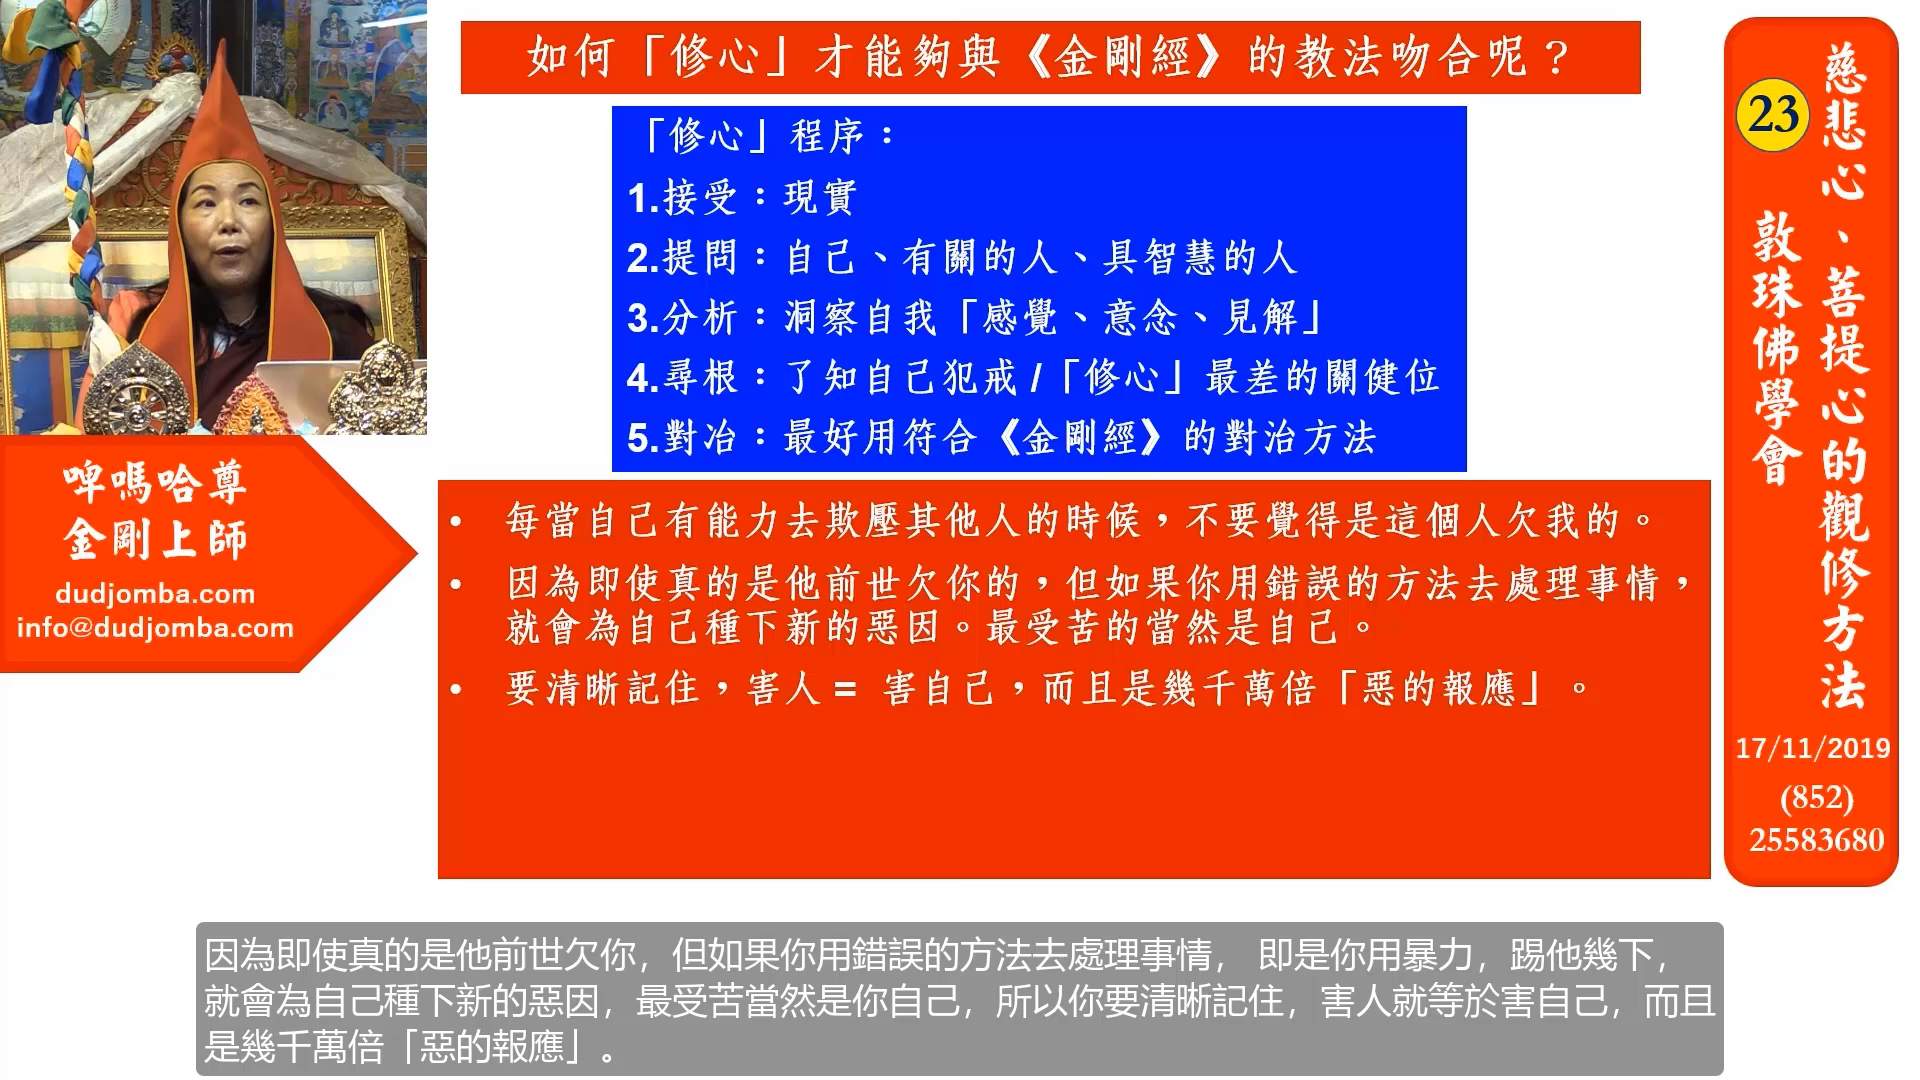 如何「修心」才能夠與《金剛經》的教法吻合呢？
「修心」程序：
1.接受：現實
2.提問：自己、有關的人、具智慧的人
3.分析：洞察自我「感覺、意念、見解」
4.尋根：了知自己犯戒/「修心」最差的關健位
5.對冶：最好用符合《金剛經》的對治方法
• 每當自己有能力去欺壓其他人的時候，不要覺得是這個人欠我的。
• 因為即使真的是他前世欠你的，但如果你用錯誤的方法去處理事情，
就會為自己種下新的惡因。最受苦的當然是自己。
• 要清晰記住，害人 = 害自己，而且是幾千萬倍「惡的報應」。
啤嗎哈尊
金剛上師
dudjomba.com
info@dudjomba.com
慈悲心、菩提心的觀修方法
23
敦珠佛學會
17/11/2019
(852)
25583680
因為即使真的是他前世欠你，但如果你用錯誤的方法去處理事情， 即是你用暴力，踢他幾下，
就會為自己種下新的惡因，最受苦當然是你自己，所以你要清晰記住，害人就等於害自己，而且
是幾千萬倍「惡的報應」。